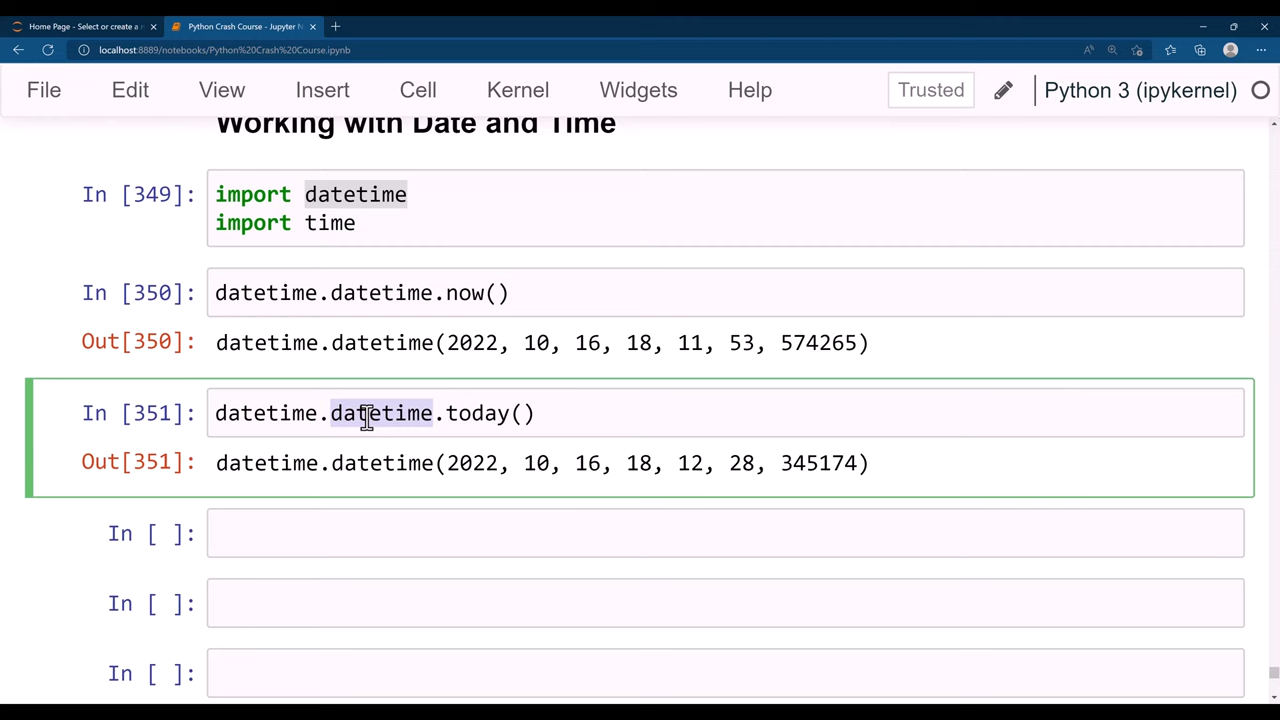 Home Page - Select or create a n
Python Crash Course - Jupyter N
localhost:8889/notebooks/Python%20Crash%20Course.ipynb
File Edit View Insert Cell Kernel Widgets Help Trusted Python 3 (ipykernel)
Working with Date and Time
In [349]: import datetime
import time
In [350]: datetime.datetime.now()
Out[350]: datetime.datetime(2022, 10, 16, 18, 11, 53, 574265)
In [351]: datetime.datetime.today()
Out[351]: datetime.datetime(2022, 10, 16, 18, 12, 28, 345174)
In [ ]:
In [ ]:
In [ ]: